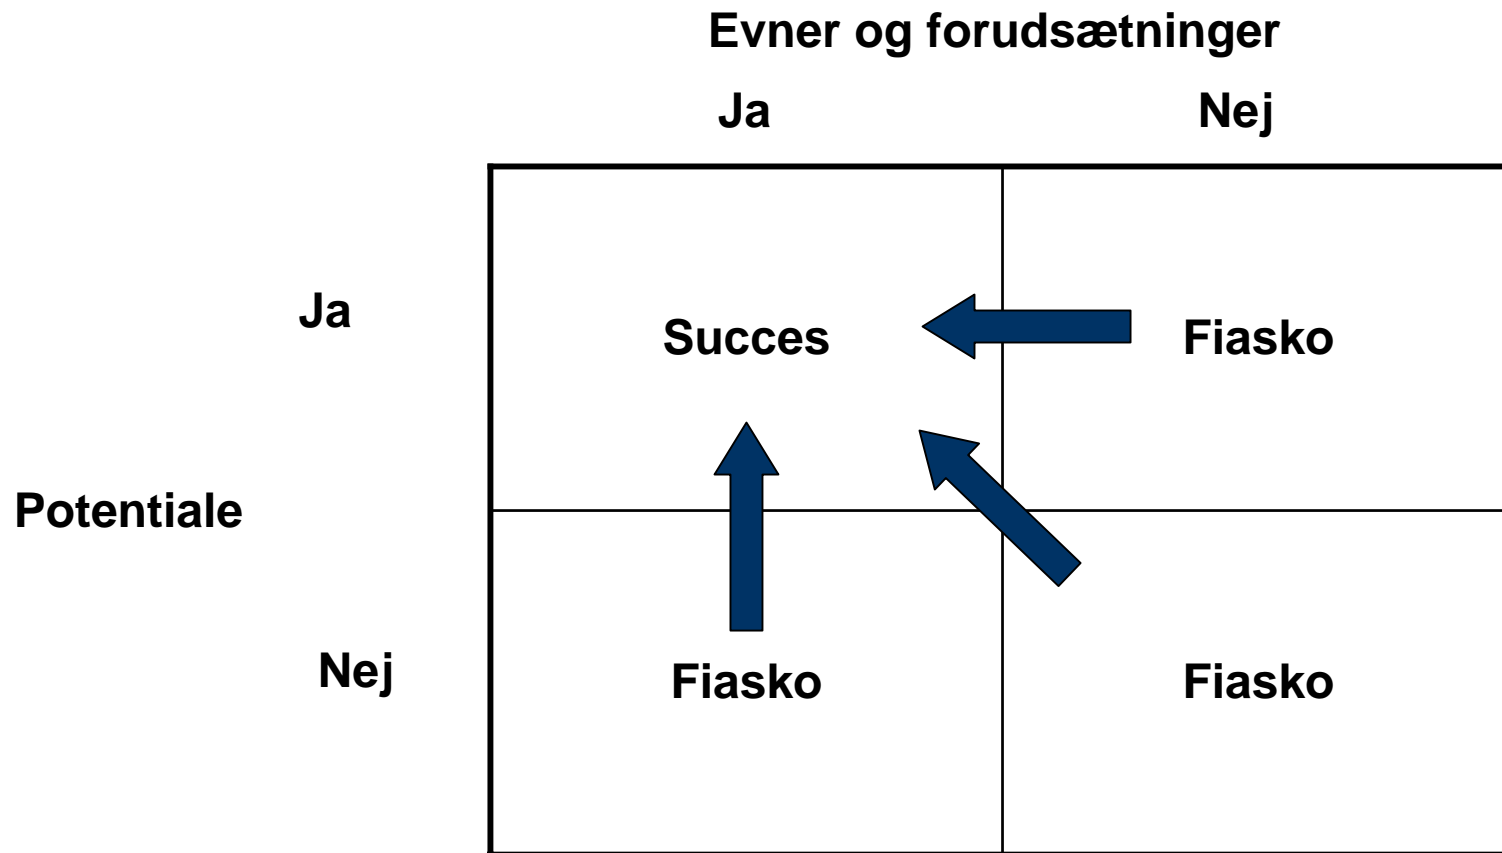 Evner og forudsætninger
Ja Nej
Ja
Succes Fiasko
Potentiale
Nej
Fiasko Fiasko